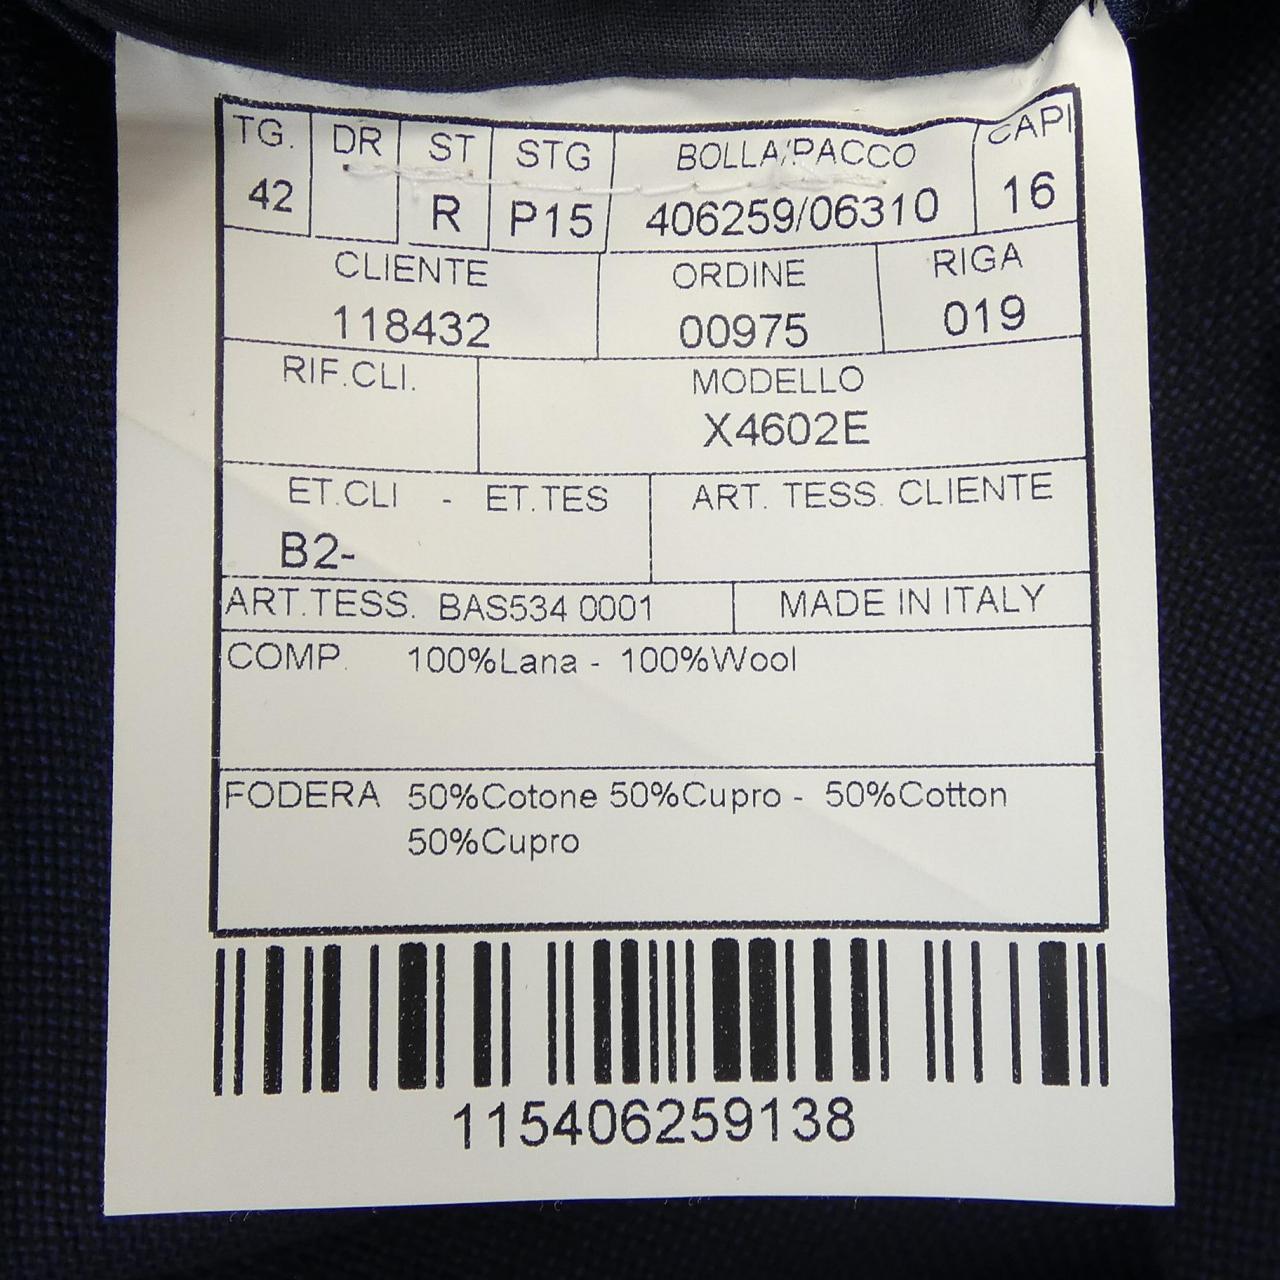 TG. DR ST STG BOLLA/PACCO CAPI
42 R P15 406259/06310 16
CLIENTE ORDINE RIGA
118432 00975 019
RIF.CLI. MODELLO
X4602E
ET.CLI - ET.TES ART. TESS. CLIENTE
B2-
ART.TESS. BAS534 0001 MADE IN ITALY
COMP. 100%Lana - 100%Wool
FODERA 50%Cotone 50%Cupro - 50%Cotton
50%Cupro
115406259138